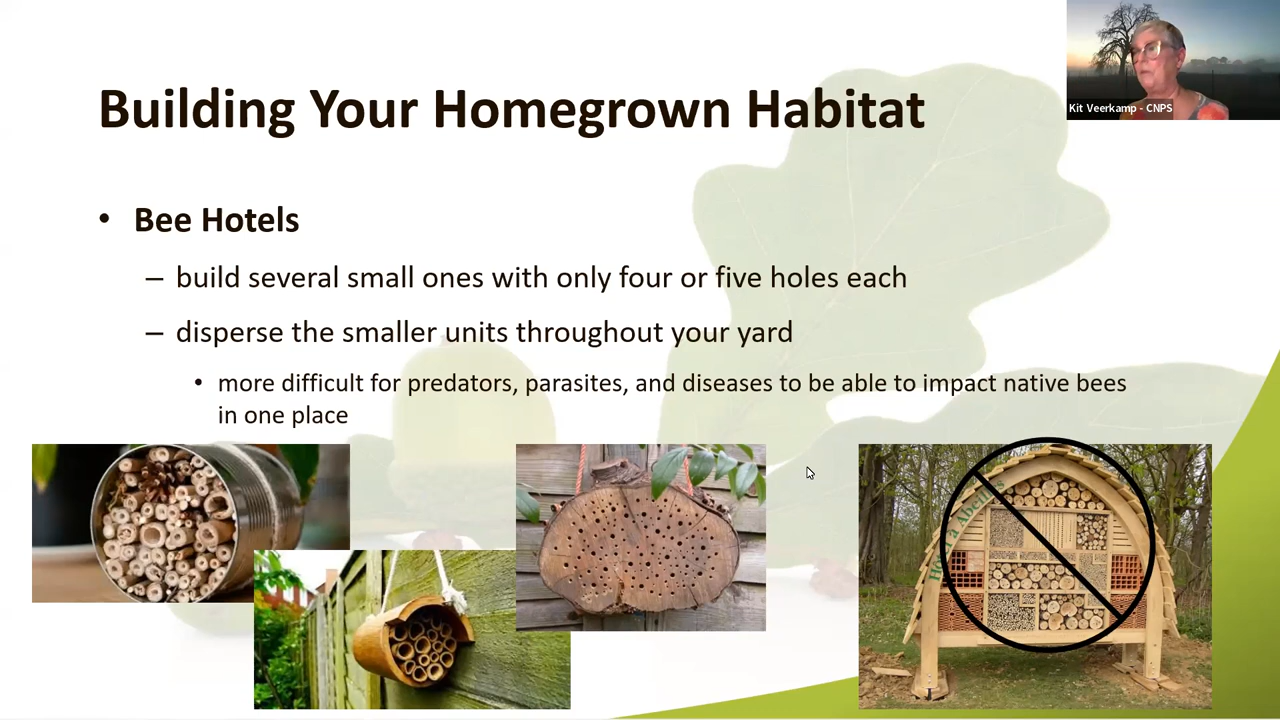 Kit Veerkamp - CNPS
Building Your Homegrown Habitat
• Bee Hotels
– build several small ones with only four or five holes each
– disperse the smaller units throughout your yard
• more difficult for predators, parasites, and diseases to be able to impact native bees
in one place